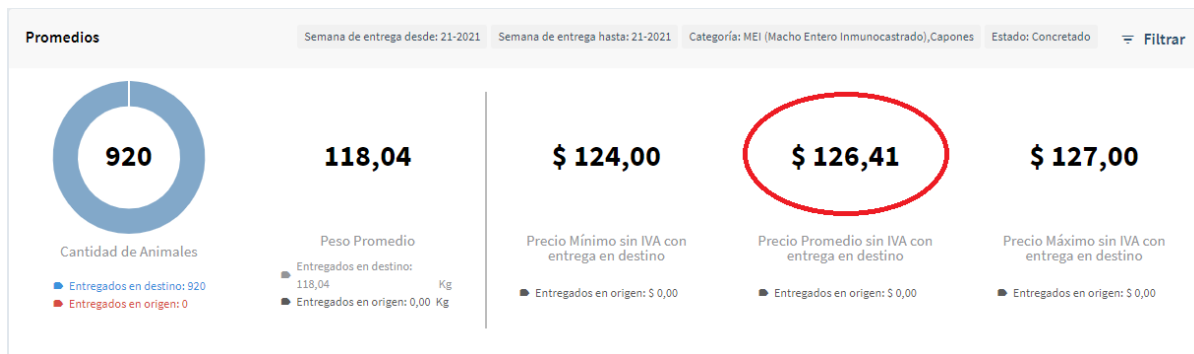 Promedios
Semana de entrega desde: 21-2021
Semana de entrega hasta: 21-2021
Categoría: MEI (Macho Entero Inmunocastrado),Capones
Estado: Concretado
Filtrar
920
Cantidad de Animales
Entregados en destino: 920
Entregados en origen: 0
118,04
Peso Promedio
Entregados en destino:
118,04 Kg
Entregados en origen: 0,00 Kg
$ 124,00
Precio Mínimo sin IVA con
entrega en destino
Entregados en origen: $ 0,00
$ 126,41
Precio Promedio sin IVA con
entrega en destino
Entregados en origen: $ 0,00
$ 127,00
Precio Máximo sin IVA con
entrega en destino
Entregados en origen: $ 0,00